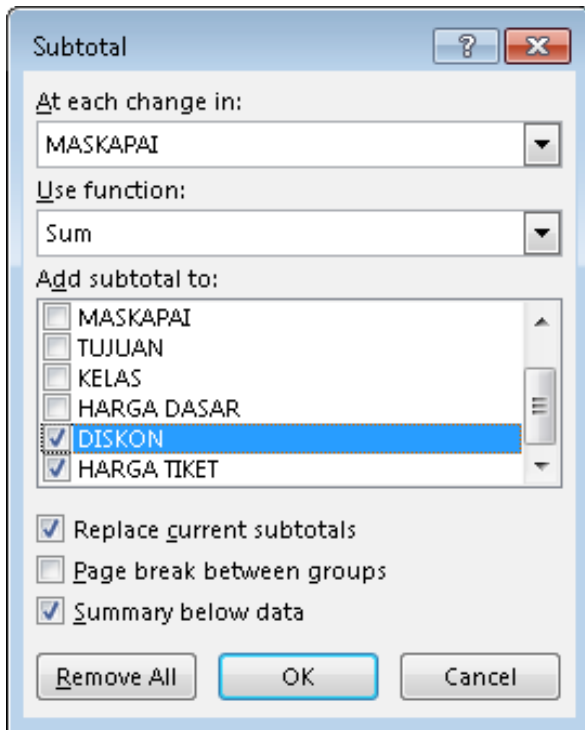 Subtotal
At each change in:
MASKAPAI
Use function:
Sum
Add subtotal to:
MASKAPAI
TUJUAN
KELAS
HARGA DASAR
DISKON
HARGA TIKET
Replace current subtotals
Page break between groups
Summary below data
Remove All OK Cancel